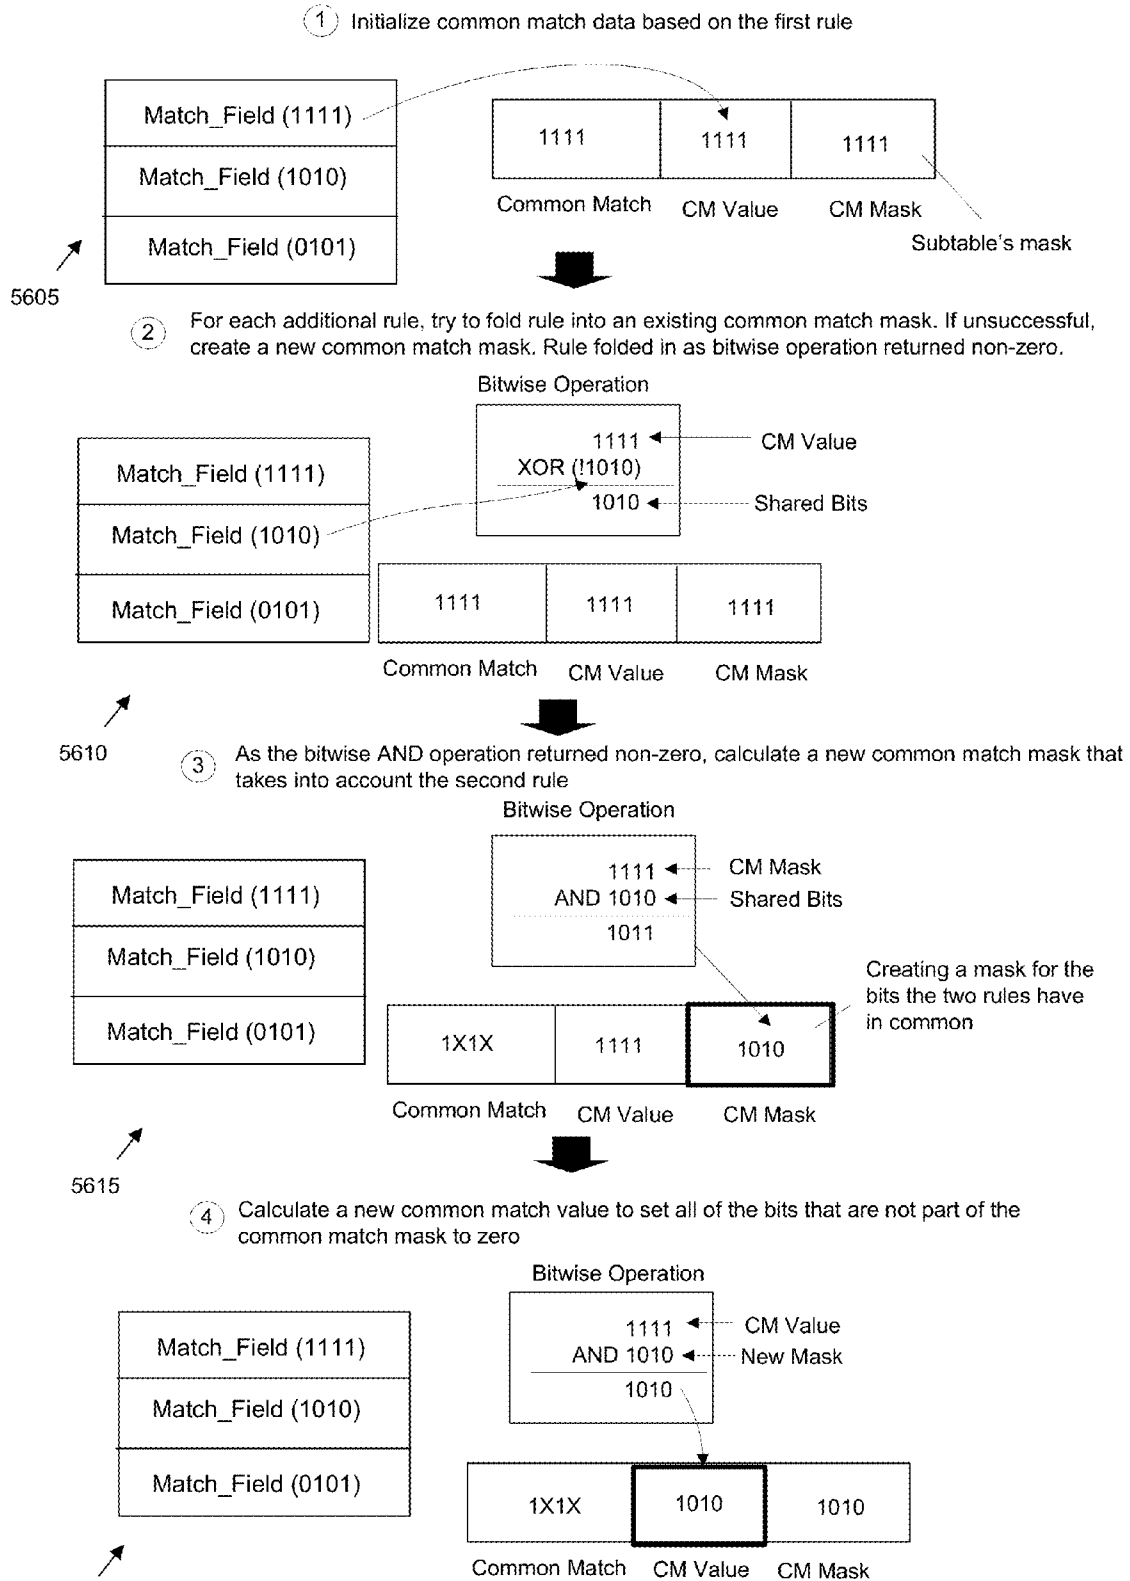 1 Initialize common match data based on the first rule
Match_Field (1111)
Match_Field (1010)
Match_Field (0101)
1111
1111
1111
Common Match
CM Value
CM Mask
Subtable's mask
5605
2 For each additional rule, try to fold rule into an existing common match mask. If unsuccessful,
create a new common match mask. Rule folded in as bitwise operation returned non-zero.
Bitwise Operation
1111
CM Value
XOR (!1010)
1010
Shared Bits
Match_Field (1111)
Match_Field (1010)
Match_Field (0101)
1111
1111
1111
Common Match
CM Value
CM Mask
5610
3 As the bitwise AND operation returned non-zero, calculate a new common match mask that
takes into account the second rule
Bitwise Operation
1111
CM Mask
AND 1010
Shared Bits
1011
Match_Field (1111)
Match_Field (1010)
Match_Field (0101)
Creating a mask for the
bits the two rules have
in common
1X1X
1111
1010
Common Match
CM Value
CM Mask
5615
4 Calculate a new common match value to set all of the bits that are not part of the
common match mask to zero
Bitwise Operation
1111
CM Value
AND 1010
New Mask
1010
Match_Field (1111)
Match_Field (1010)
Match_Field (0101)
1X1X
1010
1010
Common Match
CM Value
CM Mask